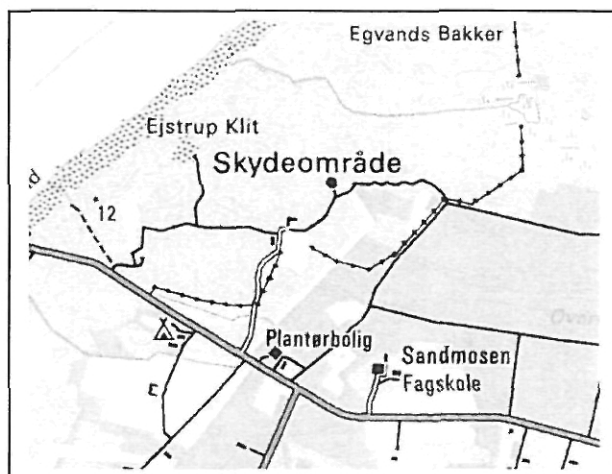 Egvands Bakker
Ejstrup Klit
Skydeområde
12
Plantørbolig
Sandmosen
Fagskole
E